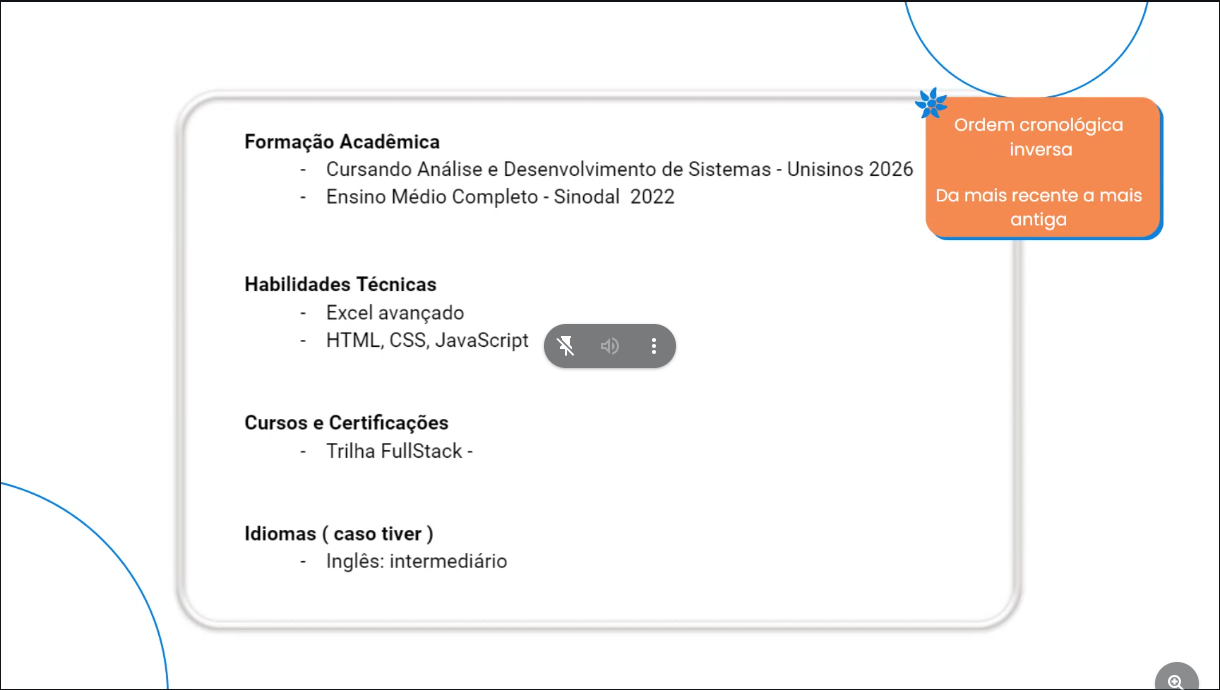 Ordem cronológica
inversa
Da mais recente a mais
antiga
Formação Acadêmica
- Cursando Análise e Desenvolvimento de Sistemas - Unisinos 2026
- Ensino Médio Completo - Sinodal 2022
Habilidades Técnicas
- Excel avançado
- HTML, CSS, JavaScript
Cursos e Certificações
- Trilha FullStack -
Idiomas ( caso tiver )
- Inglês: intermediário